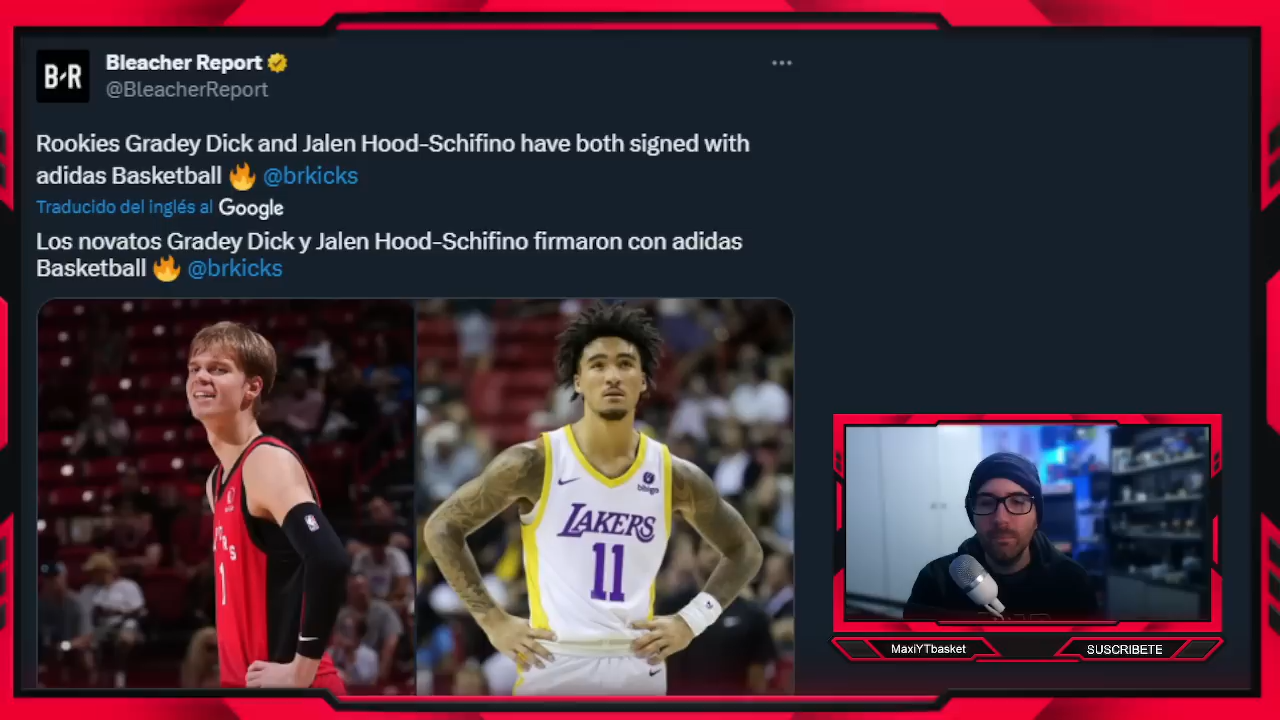 B/R
Bleacher Report
@BleacherReport
Rookies Gradey Dick and Jalen Hood-Schifino have both signed with
adidas Basketball 🔥 @brkicks
Traducido del inglés al Google
Los novatos Gradey Dick y Jalen Hood-Schifino firmaron con adidas
Basketball 🔥 @brkicks
bibigo
LAKERS
11
1
MaxiYTbasket
SUSCRIBETE